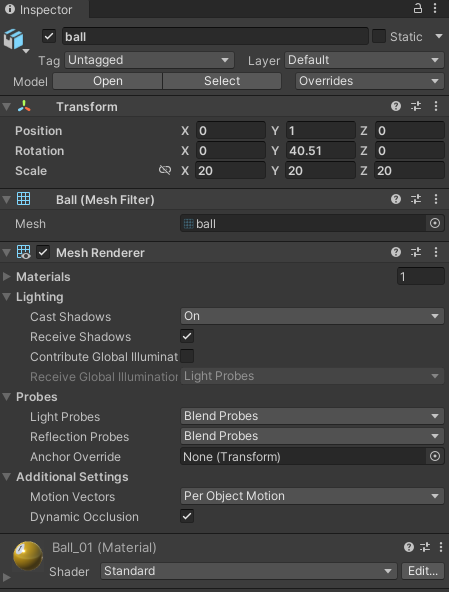 Inspector
ball Static
Tag Untagged Layer Default
Model Open Select Overrides
Transform
Position X 0 Y 1 Z 0
Rotation X 0 Y 40.51 Z 0
Scale X 20 Y 20 Z 20
Ball (Mesh Filter)
Mesh ball
Mesh Renderer
Materials 1
Lighting
Cast Shadows On
Receive Shadows
Contribute Global Illuminat
Receive Global Illumination Light Probes
Probes
Light Probes Blend Probes
Reflection Probes Blend Probes
Anchor Override None (Transform)
Additional Settings
Motion Vectors Per Object Motion
Dynamic Occlusion
Ball_01 (Material)
Shader Standard Edit...